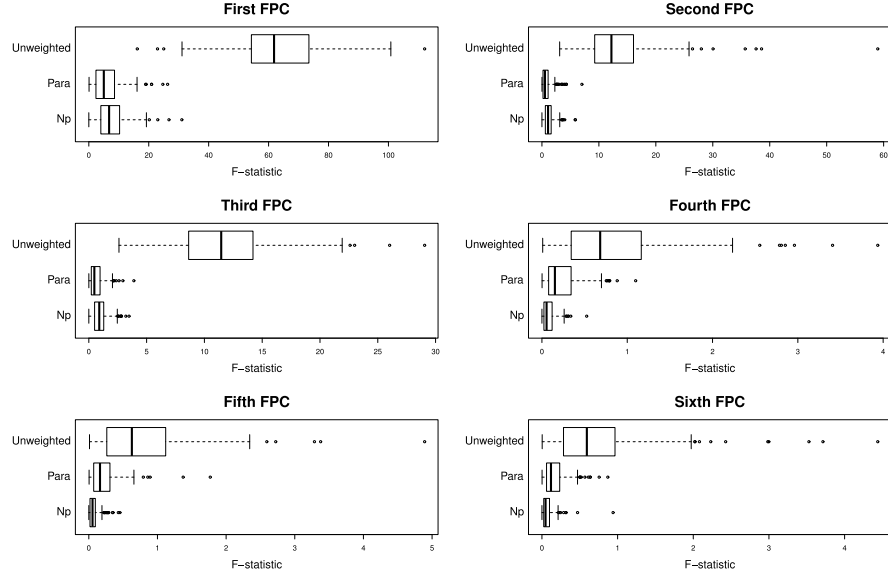 First FPC
Unweighted
Para
Np
0 20 40 60 80 100
F−statistic
Second FPC
Unweighted
Para
Np
0 10 20 30 40 50 60
F−statistic
Third FPC
Unweighted
Para
Np
0 5 10 15 20 25 30
F−statistic
Fourth FPC
Unweighted
Para
Np
0 1 2 3 4
F−statistic
Fifth FPC
Unweighted
Para
Np
0 1 2 3 4 5
F−statistic
Sixth FPC
Unweighted
Para
Np
0 1 2 3 4
F−statistic